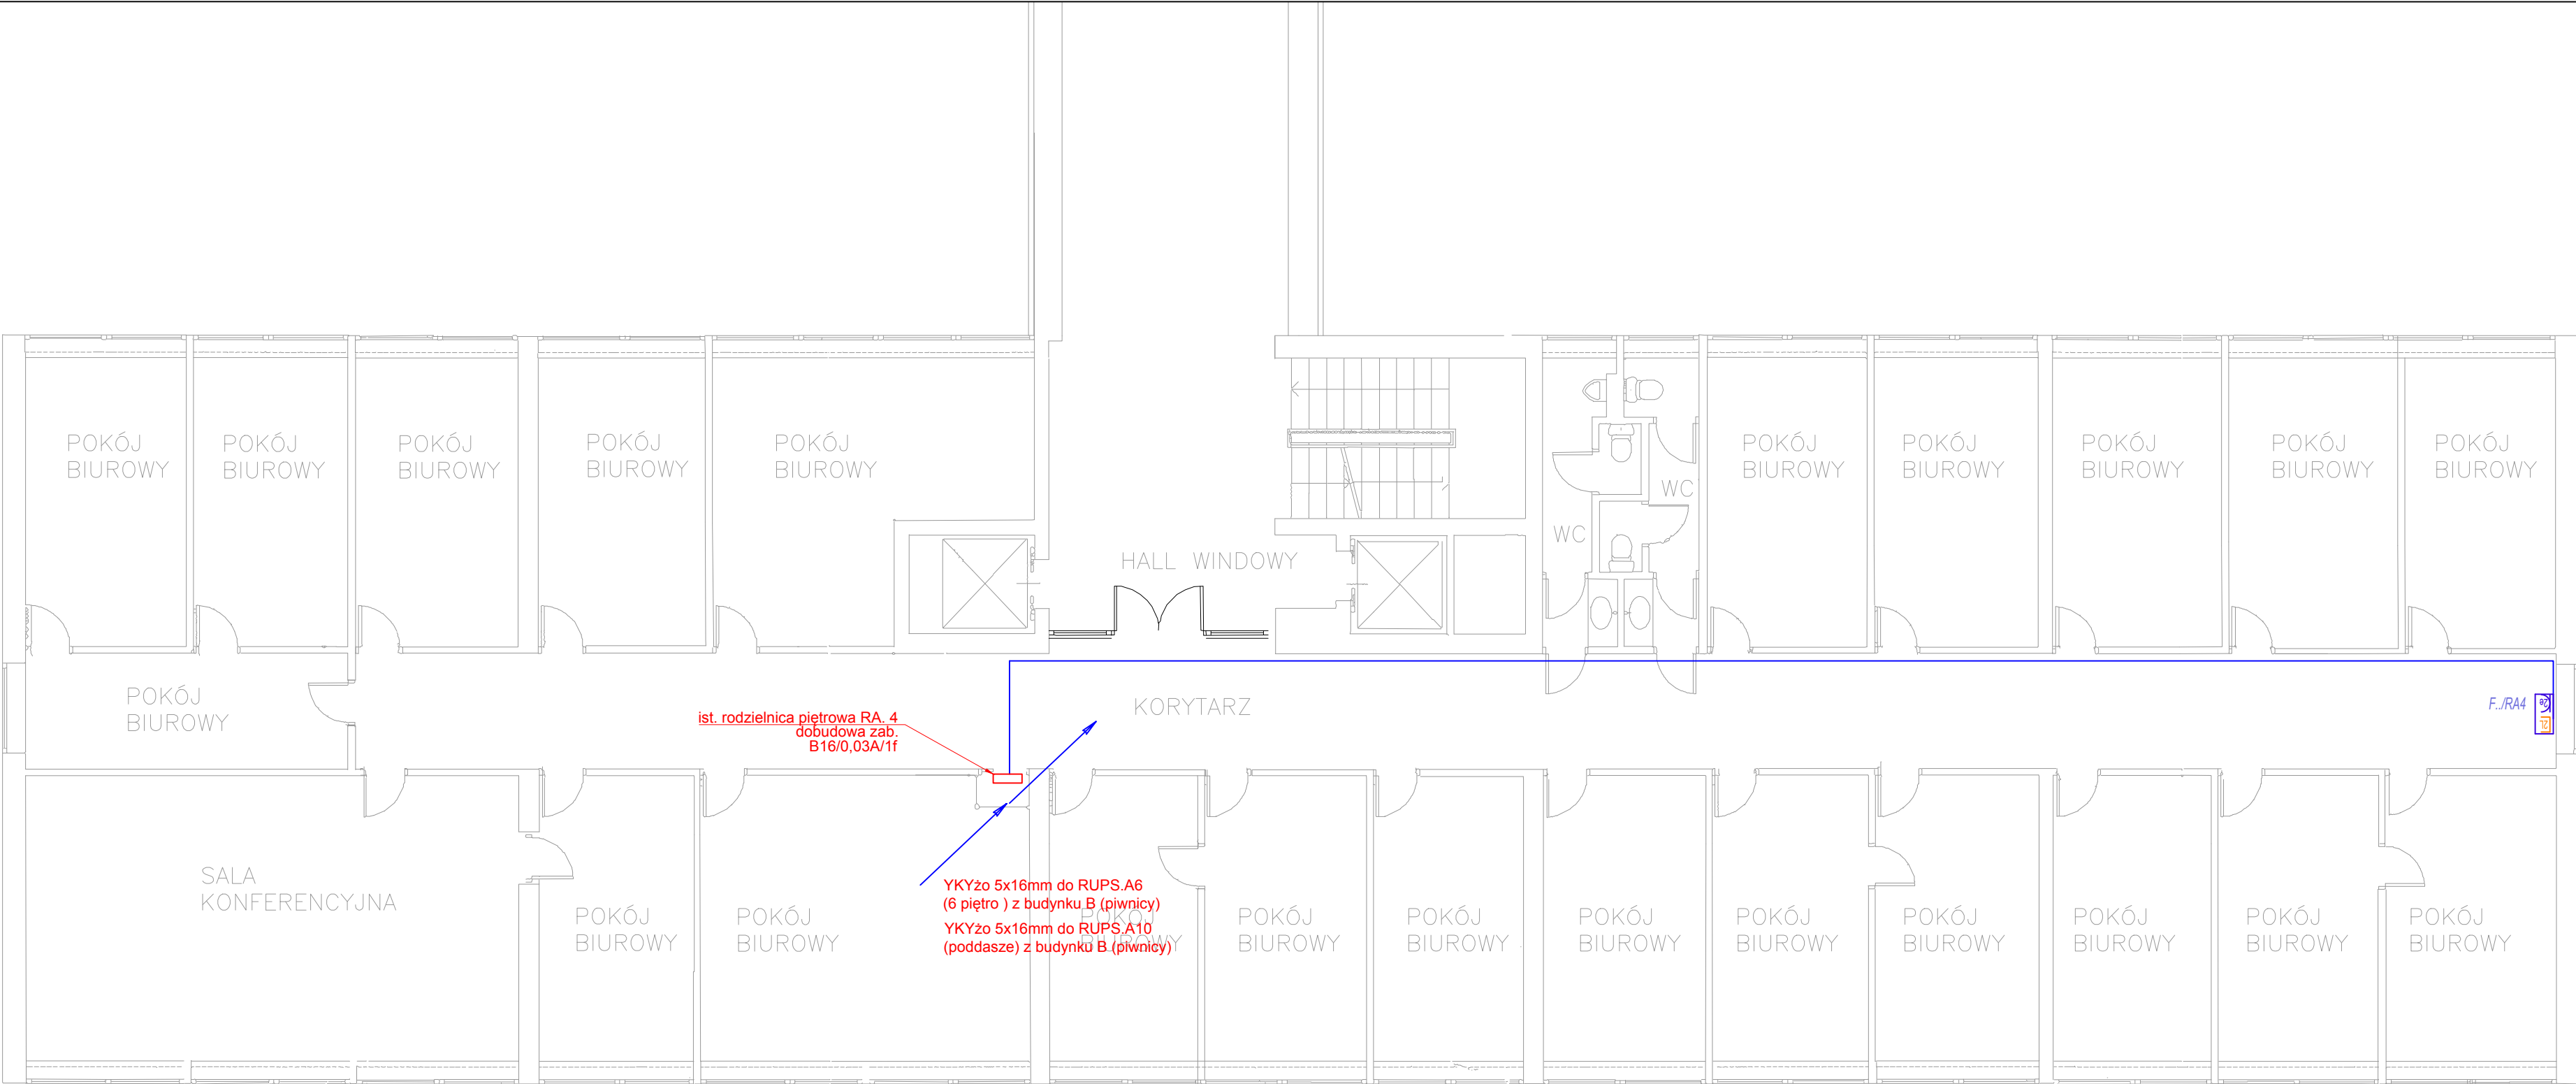 POKÓJ
BIUROWY
POKÓJ
BIUROWY
POKÓJ
BIUROWY
POKÓJ
BIUROWY
POKÓJ
BIUROWY
POKÓJ
BIUROWY
POKÓJ
BIUROWY
POKÓJ
BIUROWY
POKÓJ
BIUROWY
POKÓJ
BIUROWY
WC
WC
HALL WINDOWY
POKÓJ
BIUROWY
KORYTARZ
ist. rodzielnica piętrowa RA. 4
dobudowa zab.
B16/0,03A/1f
F../RA4
2e
2L
SALA
KONFERENCYJNA
YKYżo 5x16mm do RUPS.A6
(6 piętro ) z budynku B (piwnicy)
YKYżo 5x16mm do RUPS.A10
(poddasze) z budynku B (piwnicy)
POKÓJ
BIUROWY
POKÓJ
BIUROWY
POKÓJ
BIUROWY
POKÓJ
BIUROWY
POKÓJ
BIUROWY
POKÓJ
BIUROWY
POKÓJ
BIUROWY
POKÓJ
BIUROWY
POKÓJ
BIUROWY
POKÓJ
BIUROWY
POKÓJ
BIUROWY